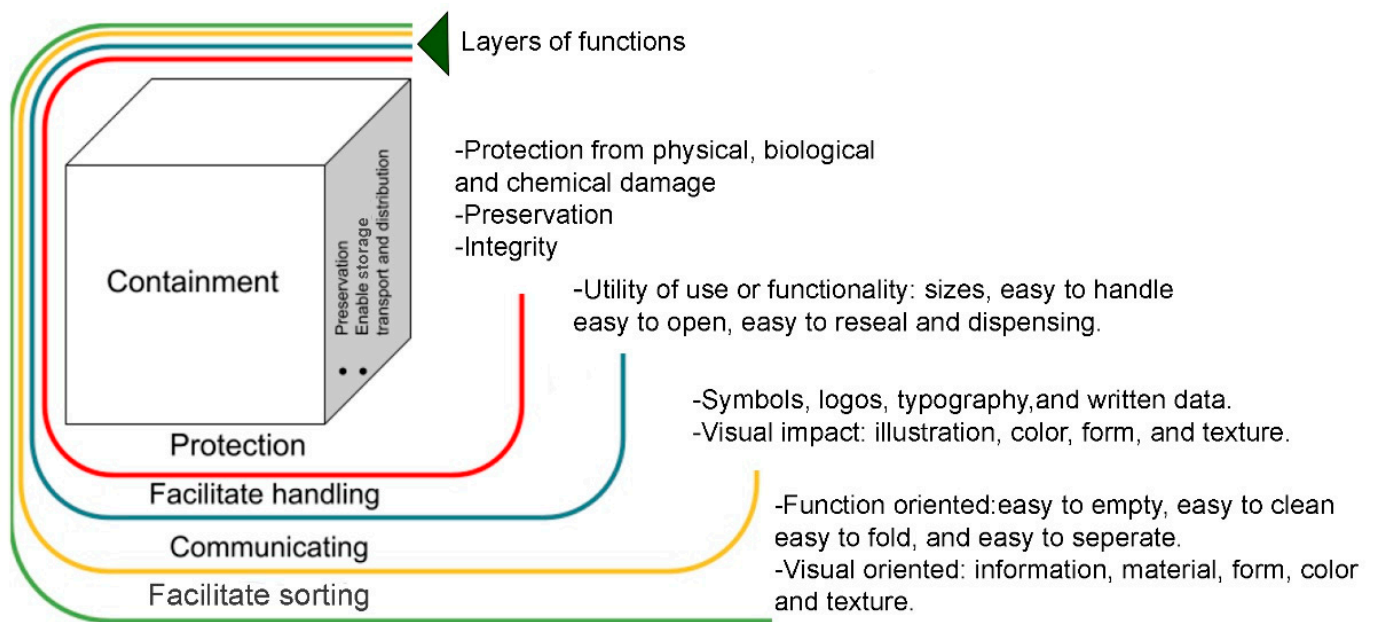 Layers of functions
-Protection from physical, biological
and chemical damage
-Preservation
-Integrity
Containment
Preservation
Enable storage
transport and distribution
-Utility of use or functionality: sizes, easy to handle
easy to open, easy to reseal and dispensing.
-Symbols, logos, typography,and written data.
-Visual impact: illustration, color, form, and texture.
Protection
Facilitate handling
-Function oriented:easy to empty, easy to clean
easy to fold, and easy to seperate.
-Visual oriented: information, material, form, color
and texture.
Communicating
Facilitate sorting